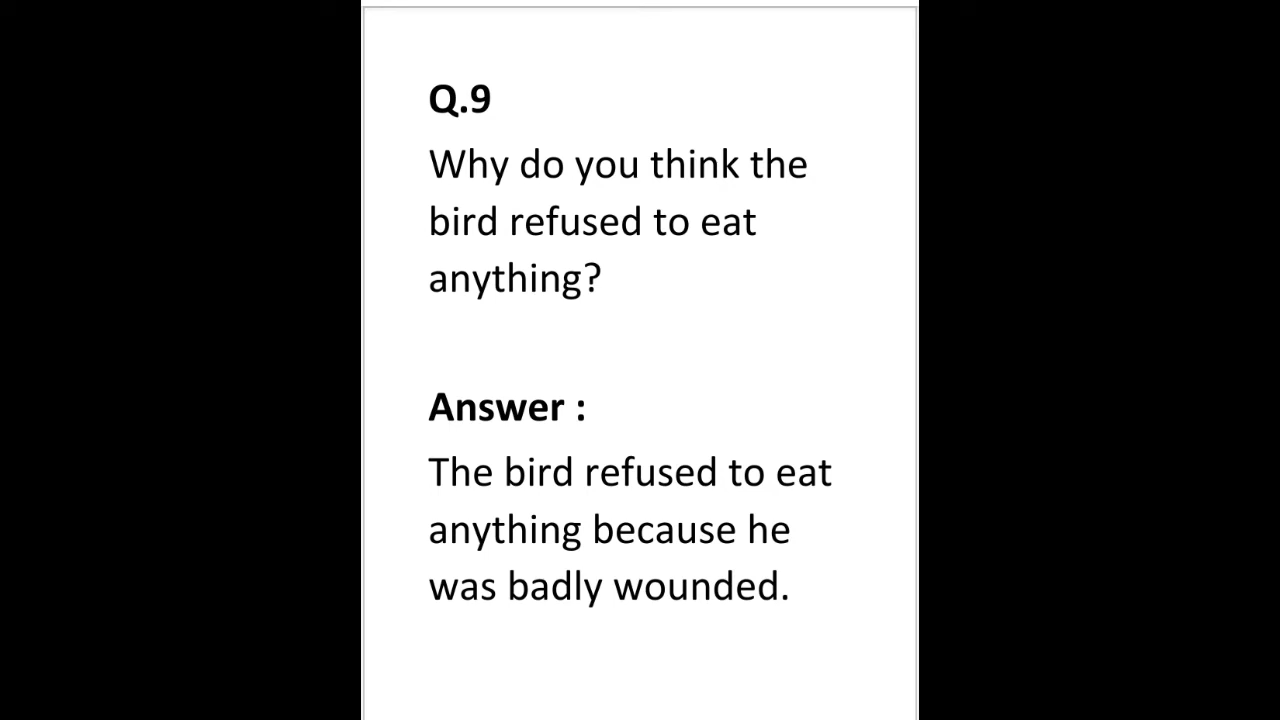 Q.9
Why do you think the
bird refused to eat
anything?
Answer :
The bird refused to eat
anything because he
was badly wounded.